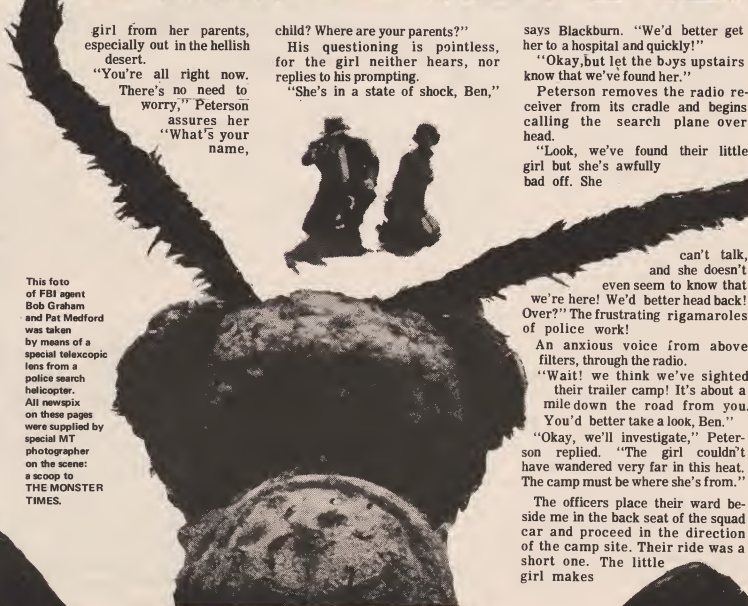 girl from her parents,
especially out in the hellish
desert.
"You're all right now.
There's no need to
worry," Peterson
assures her
"What's your
name,
child? Where are your parents?"
His questioning is pointless,
for the girl neither hears, nor
replies to his prompting.
"She's in a state of shock, Ben,"
says Blackburn. "We'd better get
her to a hospital and quickly!"
"Okay,but let the boys upstairs
know that we've found her."
Peterson removes the radio re-
ceiver from its cradle and begins
calling the search plane over
head.
"Look, we've found their little
girl but she's awfully
bad off. She
can't talk,
and she doesn't
even seem to know that
we're here! We'd better head back!
Over?" The frustrating rigamaroles
of police work!
An anxious voice from above
filters, through the radio.
"Wait! we think we've sighted
their trailer camp! It's about a
mile down the road from you.
You'd better take a look, Ben."
"Okay, we'll investigate," Peter-
son replied. "The girl couldn't
have wandered very far in this heat.
The camp must be where she's from."
The officers place their ward be-
side me in the back seat of the squad
car and proceed in the direction
of the camp site. Their ride was a
short one. The little
girl makes
This foto
of FBI agent
Bob Graham
and Pat Medford
was taken
by means of a
special telexcopic
lens from a
police search
helicopter.
All newspix
on these pages
were supplied by
special MT
photographer
on the scene:
a scoop to
THE MONSTER
TIMES.